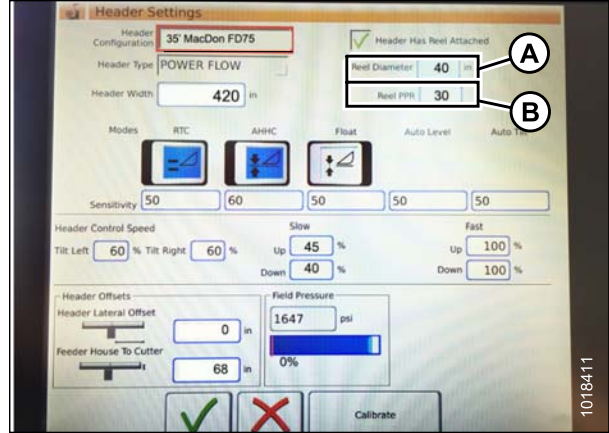 Header Settings
Header Configuration 35' MacDon FD75 Header Has Reel Attached
Header Type POWER FLOW Reel Diameter 40 in A
Header Width 420 in Reel PPR 30 B
Modes RTC AHHC Float Auto Level Auto
Sensitivity 50 60 50 50 50
Header Control Speed Slow Fast
Tilt Left 60 % Tilt Right 60 % Up 45 % Up 100 %
Down 40 % Down 100 %
Header Offsets Field Pressure
Header Lateral Offset 0 in 1647 psi
Feeder House To Cutter 68 in 0%
Calibrate
1018411